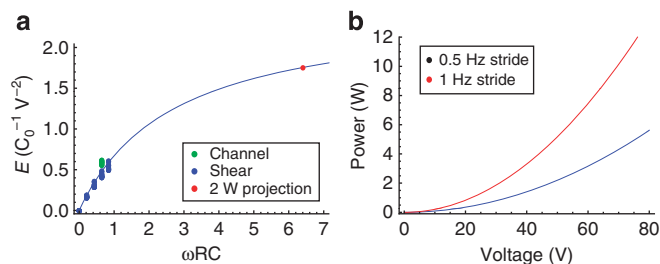 a
E (C₀⁻¹ V⁻²)
2.0
1.5
1.0
0.5
0.0
Channel
Shear
2 W projection
0 1 2 3 4 5 6 7
ωRC
b
Power (W)
12
10
8
6
4
2
0
0.5 Hz stride
1 Hz stride
0 20 40 60 80
Voltage (V)